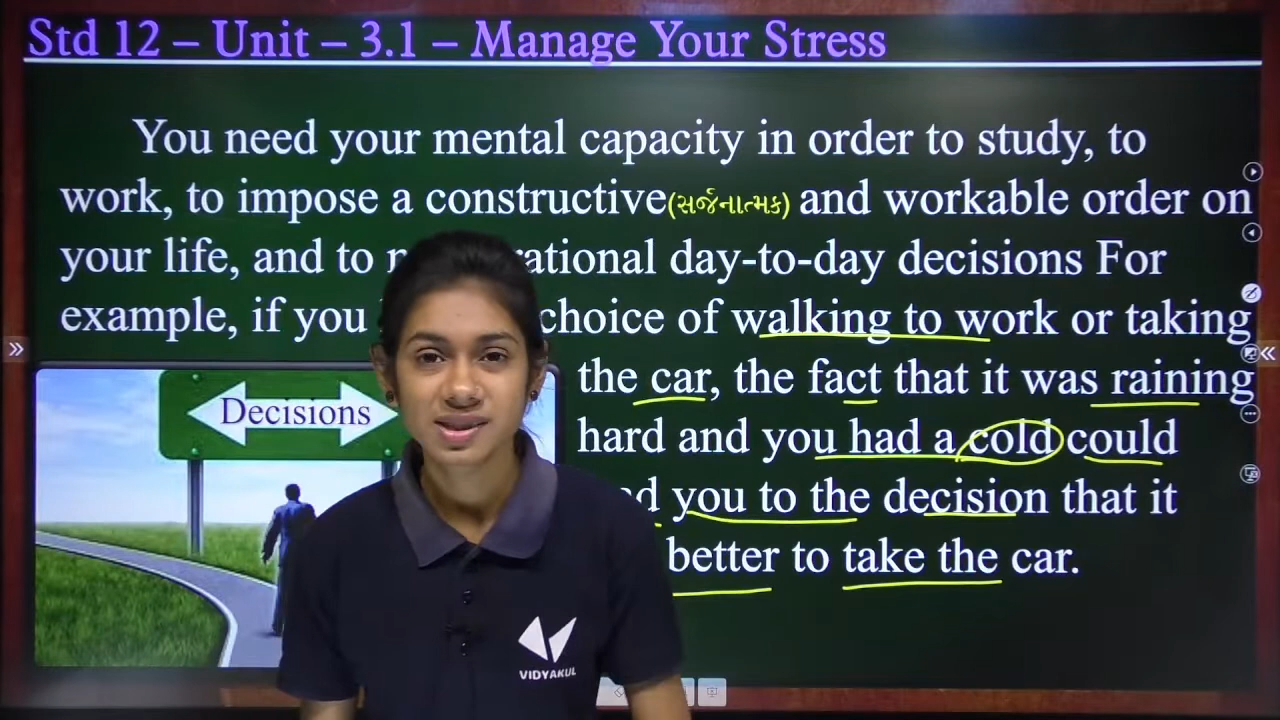 Std 12 – Unit – 3.1 – Manage Your Stress
You need your mental capacity in order to study, to
work, to impose a constructive(સર્જનાત્મક) and workable order on
your life, and to rational day-to-day decisions For
example, if you choice of walking to work or taking
the car, the fact that it was raining
hard and you had a cold could
you to the decision that it
better to take the car.
Decisions
VIDYAKUL